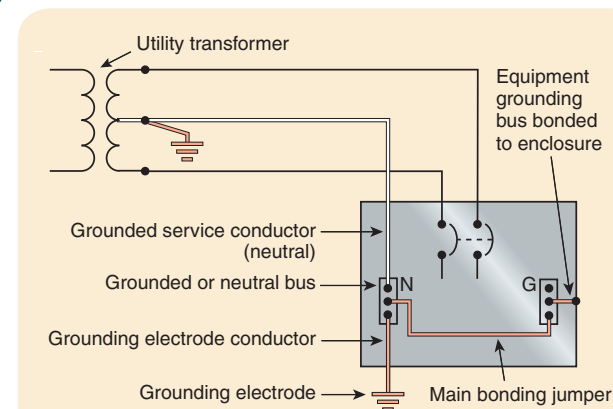 Utility transformer
Equipment
grounding
bus bonded
to enclosure
Grounded service conductor
(neutral)
Grounded or neutral bus
N
G
Grounding electrode conductor
Grounding electrode
Main bonding jumper